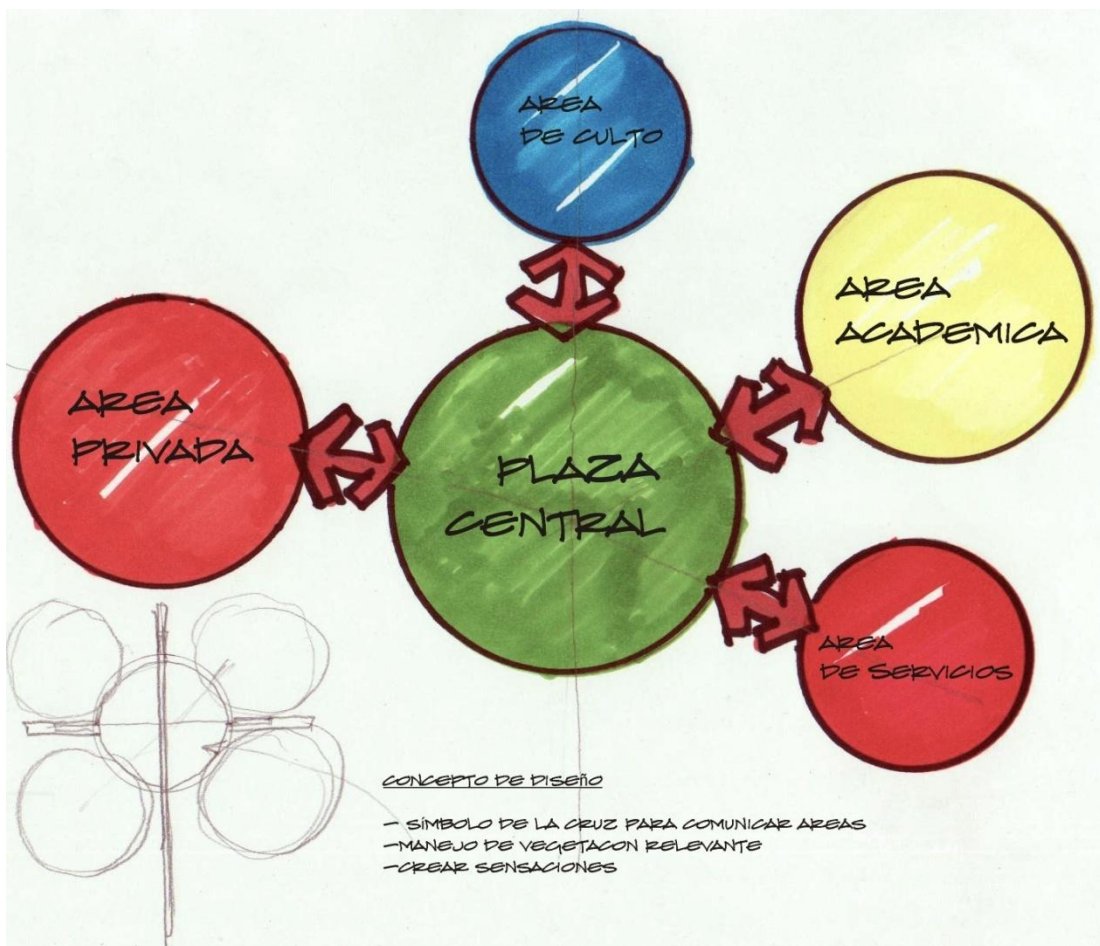 AREA
DE CULTO
AREA
ACADEMICA
AREA
PRIVADA
PLAZA
CENTRAL
AREA
DE SERVICIOS
CONCEPTO DE DISEñO
- SIMBOLO DE LA CRUZ PARA COMUNICAR AREAS
-MANEJO DE VEGETACON RELEVANTE
-CREAR SENSACIONES